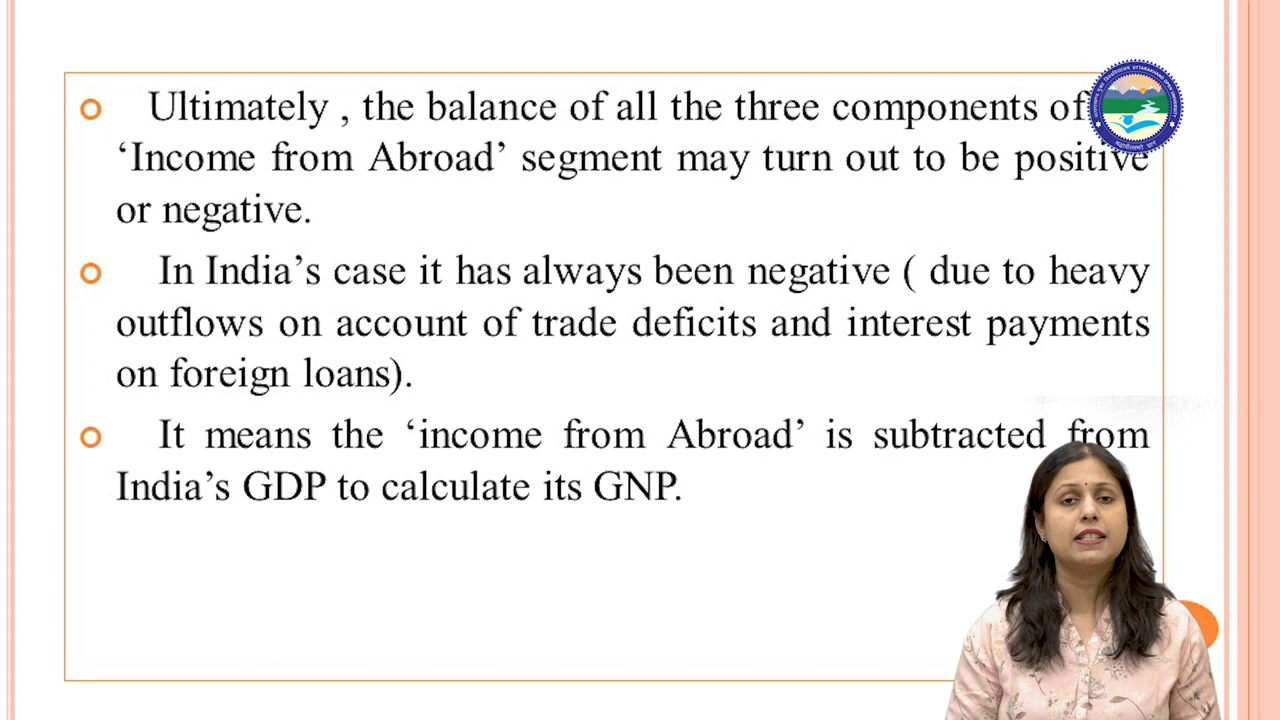 Ultimately , the balance of all the three components of
‘Income from Abroad’ segment may turn out to be positive
or negative.
In India’s case it has always been negative ( due to heavy
outflows on account of trade deficits and interest payments
on foreign loans).
It means the ‘income from Abroad’ is subtracted from
India’s GDP to calculate its GNP.